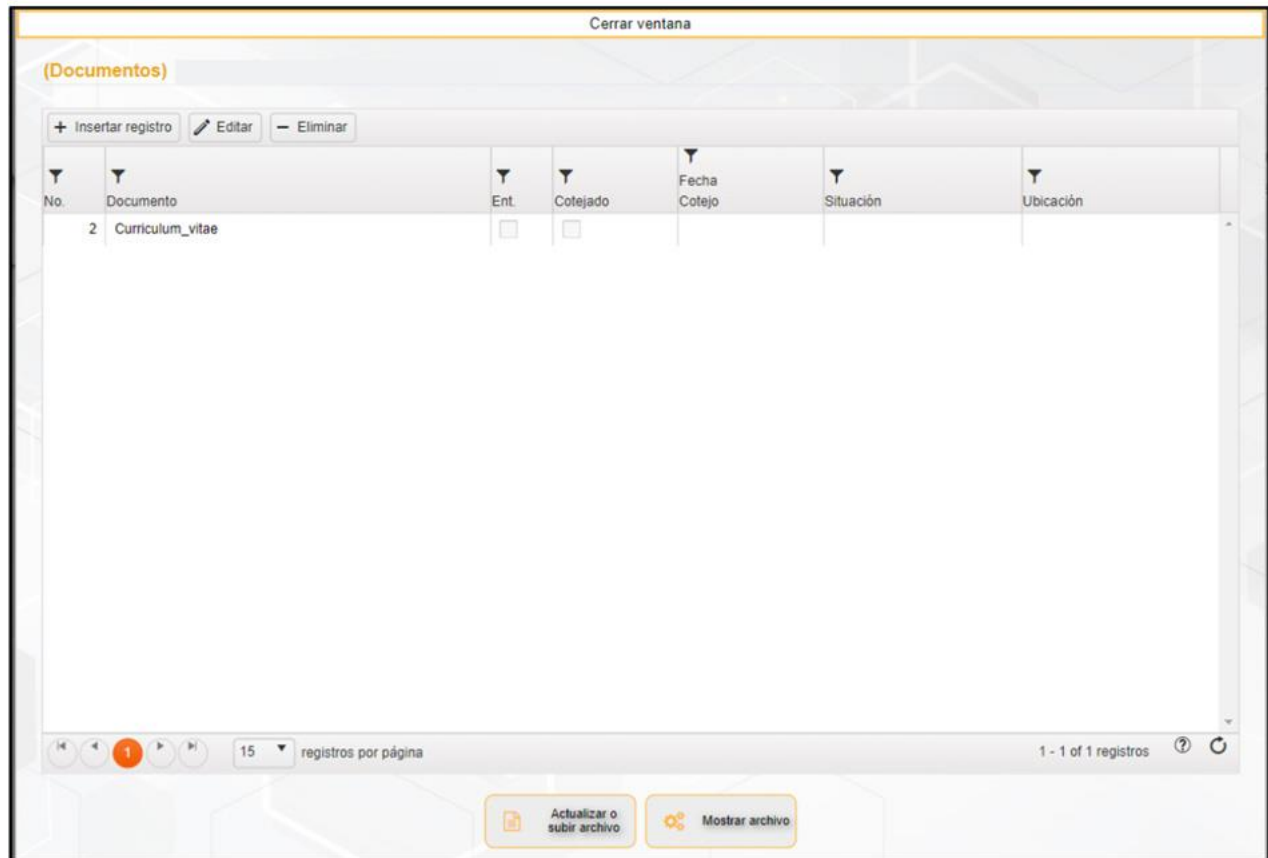 Cerrar ventana
(Documentos)
+ Insertar registro Editar − Eliminar
No. Documento Ent. Cotejado Fecha Cotejo Situación Ubicación
2 Curriculum_vitae
1 15 registros por página 1 - 1 of 1 registros
Actualizar o
subir archivo
Mostrar archivo